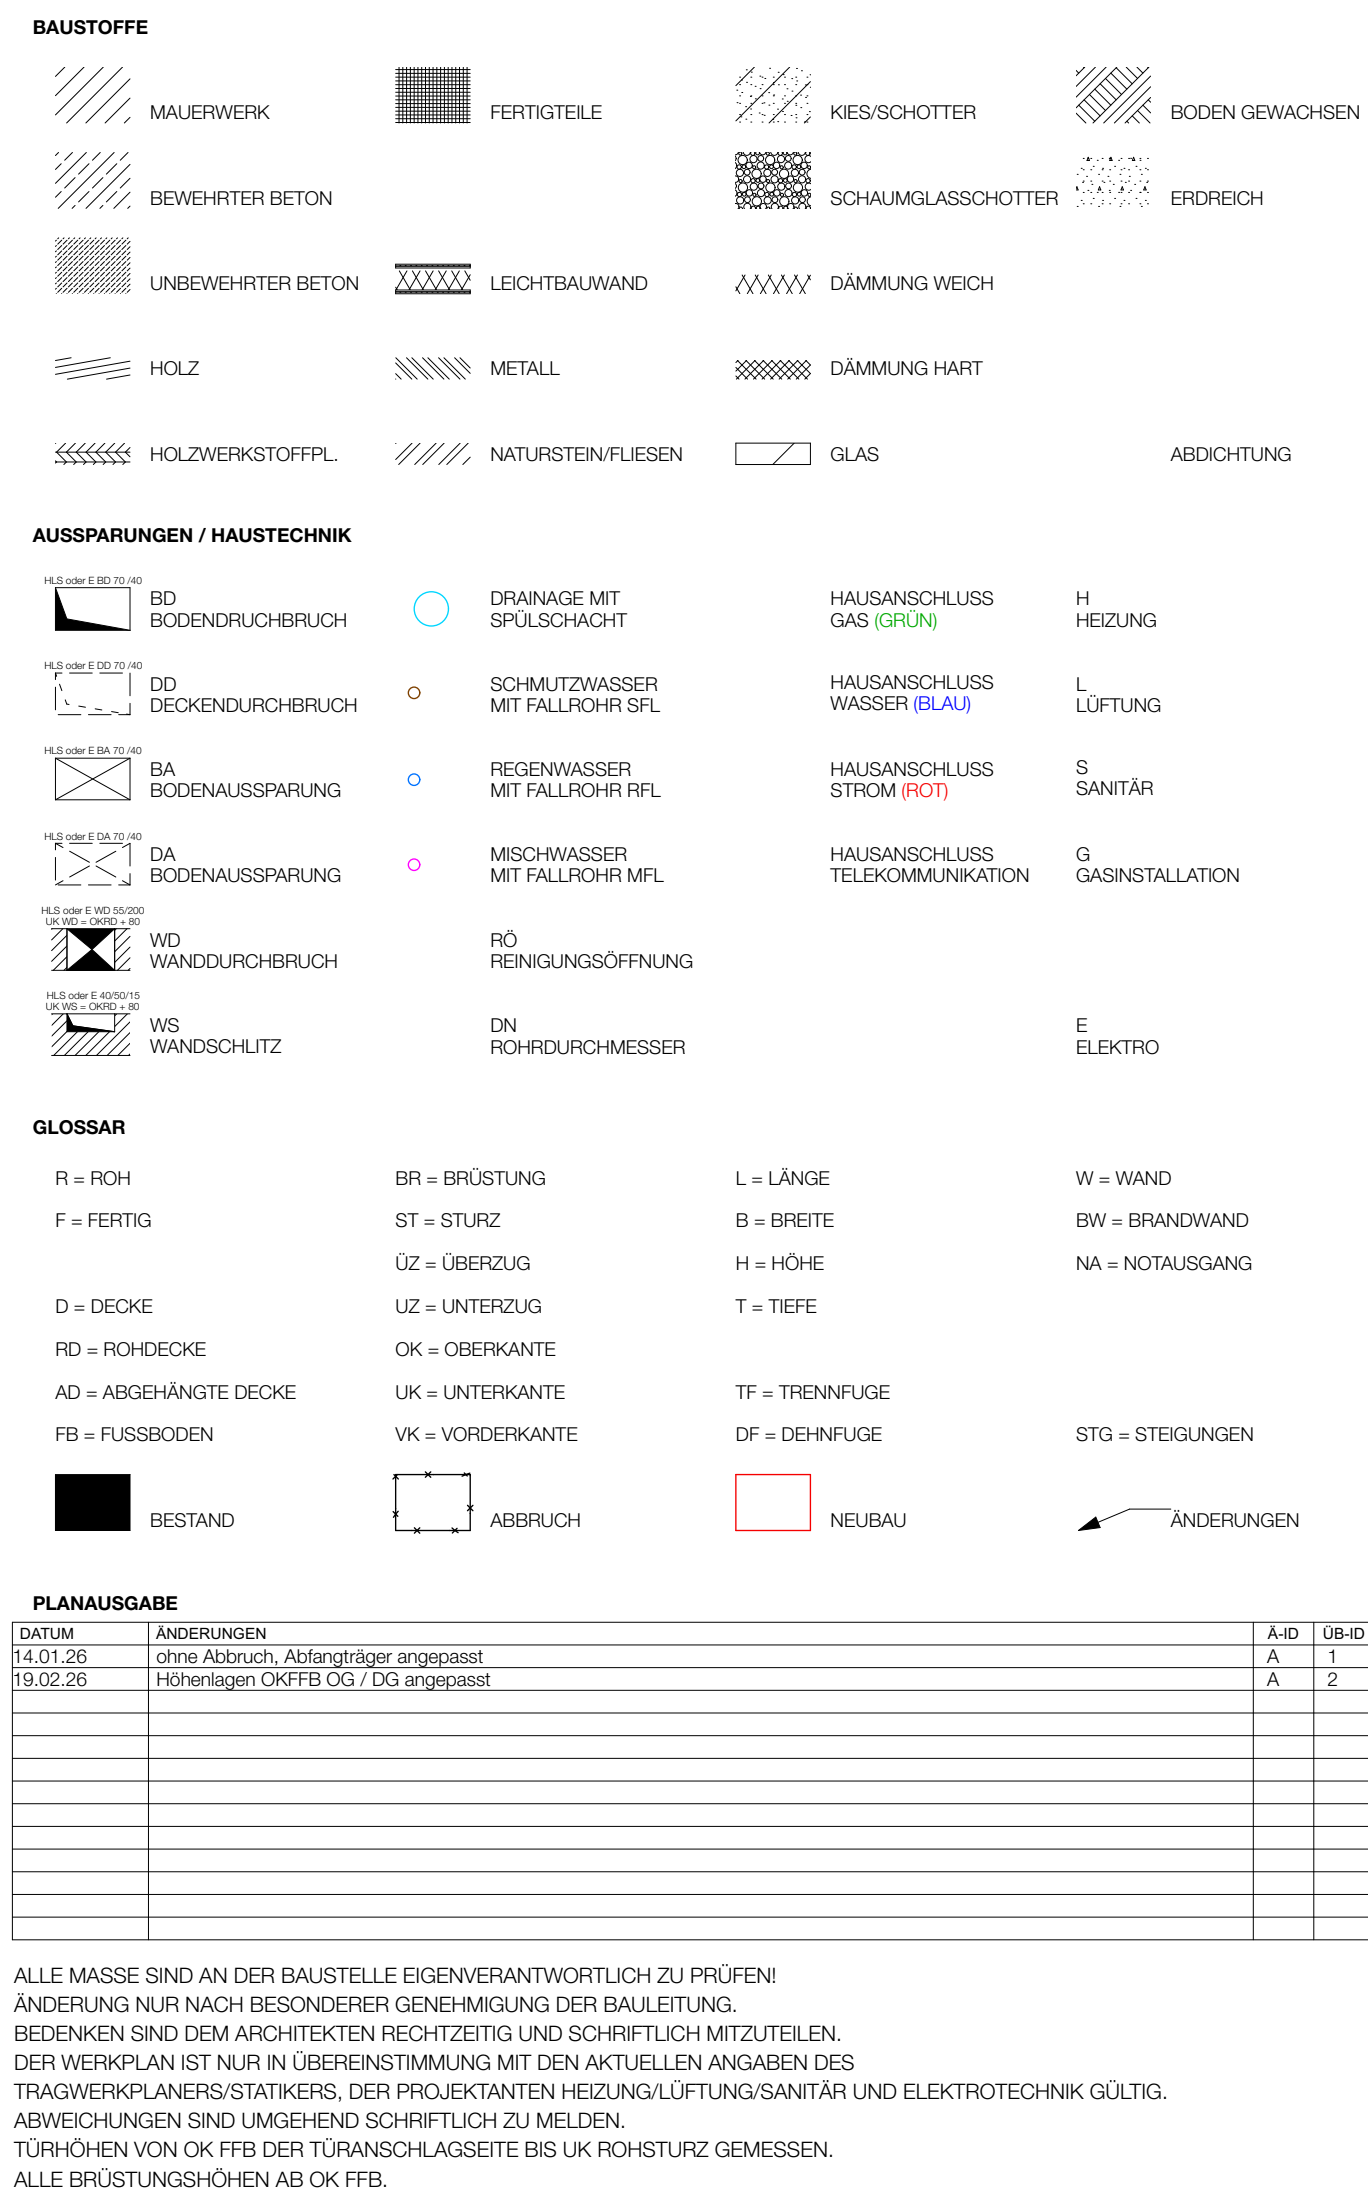 BAUSTOFFE
MAUERWERK
FERTIGTEILE
KIES/SCHOTTER
BODEN GEWACHSEN
BEWEHRTER BETON
SCHAUMGLASSCHOTTER
ERDREICH
UNBEWEHRTER BETON
LEICHTBAUWAND
DÄMMUNG WEICH
HOLZ
METALL
DÄMMUNG HART
HOLZWERKSTOFFPL.
NATURSTEIN/FLIESEN
GLAS
ABDICHTUNG
AUSSPARUNGEN / HAUSTECHNIK
HLS oder E BD 70 /40
BD
BODENDRUCHBRUCH
DRAINAGE MIT
SPÜLSCHACHT
HAUSANSCHLUSS
GAS (GRÜN)
H
HEIZUNG
HLS oder E DD 70 /40
DD
DECKENDURCHBRUCH
SCHMUTZWASSER
MIT FALLROHR SFL
HAUSANSCHLUSS
WASSER (BLAU)
L
LÜFTUNG
HLS oder E BA 70 /40
BA
BODENAUSSPARUNG
REGENWASSER
MIT FALLROHR RFL
HAUSANSCHLUSS
STROM (ROT)
S
SANITÄR
HLS oder E DA 70 /40
DA
BODENAUSSPARUNG
MISCHWASSER
MIT FALLROHR MFL
HAUSANSCHLUSS
TELEKOMMUNIKATION
G
GASINSTALLATION
HLS oder E WD 55/200
UK WD = OKRD + 80
WD
WANDDURCHBRUCH
RÖ
REINIGUNGSÖFFNUNG
HLS oder E 40/50/15
UK WS = OKRD + 80
WS
WANDSCHLITZ
DN
ROHRDURCHMESSER
E
ELEKTRO
GLOSSAR
R = ROH
BR = BRÜSTUNG
L = LÄNGE
W = WAND
F = FERTIG
ST = STURZ
B = BREITE
BW = BRANDWAND
ÜZ = ÜBERZUG
H = HÖHE
NA = NOTAUSGANG
D = DECKE
UZ = UNTERZUG
T = TIEFE
RD = ROHDECKE
OK = OBERKANTE
AD = ABGEHÄNGTE DECKE
UK = UNTERKANTE
TF = TRENNFUGE
FB = FUSSBODEN
VK = VORDERKANTE
DF = DEHNFUGE
STG = STEIGUNGEN
BESTAND
ABBRUCH
NEUBAU
ÄNDERUNGEN
PLANAUSGABE
DATUM ÄNDERUNGEN Ä-ID ÜB-ID
14.01.26 ohne Abbruch, Abfangträger angepasst A 1
19.02.26 Höhenlagen OKFFB OG / DG angepasst A 2
ALLE MASSE SIND AN DER BAUSTELLE EIGENVERANTWORTLICH ZU PRÜFEN!
ÄNDERUNG NUR NACH BESONDERER GENEHMIGUNG DER BAULEITUNG.
BEDENKEN SIND DEM ARCHITEKTEN RECHTZEITIG UND SCHRIFTLICH MITZUTEILEN.
DER WERKPLAN IST NUR IN ÜBEREINSTIMMUNG MIT DEN AKTUELLEN ANGABEN DES
TRAGWERKPLANERS/STATIKERS, DER PROJEKTANTEN HEIZUNG/LÜFTUNG/SANITÄR UND ELEKTROTECHNIK GÜLTIG.
ABWEICHUNGEN SIND UMGEHEND SCHRIFTLICH ZU MELDEN.
TÜRHÖHEN VON OK FFB DER TÜRANSCHLAGSEITE BIS UK ROHSTURZ GEMESSEN.
ALLE BRÜSTUNGSHÖHEN AB OK FFB.